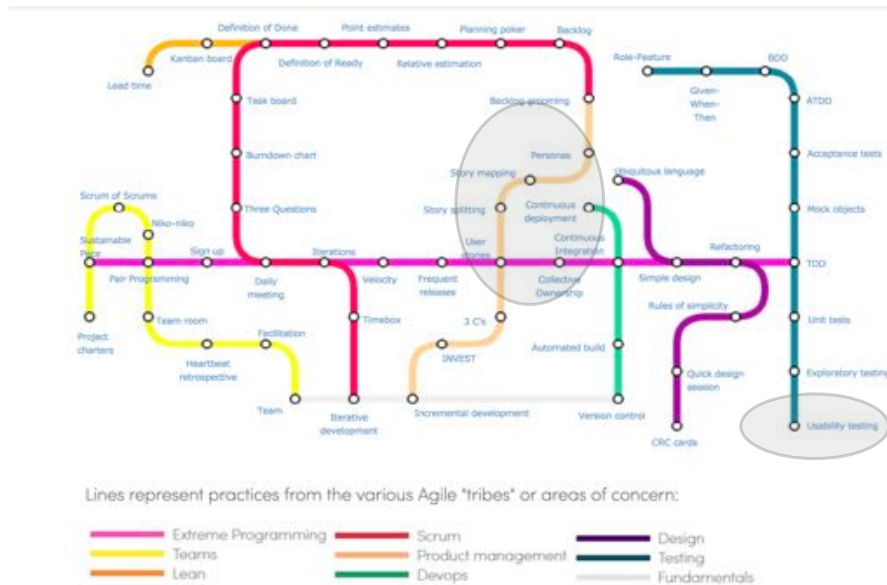 Definition of Done
Point estimates
Planning poker
Backlog
Kanban board
Definition of Ready
Relative estimation
Role-Feature
BDD
Lead time
Given-
When-
Then
Task board
Backlog grooming
ATDD
Burndown chart
Personas
Acceptance tests
Story mapping
Ubiquitous language
Scrum of Scrums
Three Questions
Story splitting
Continuous
deployment
Mock objects
Niko-niko
Sustainable
Pace
Sign up
Iterations
User
stories
Continuous
Integration
Refactoring
Pair Programming
Daily
meeting
Velocity
Frequent
releases
Collective
Ownership
Simple design
TDD
Rules of simplicity
Project
charters
Team room
Facilitation
Timebox
3 C's
Unit tests
Automated build
Heartbeat
retrospective
INVEST
Quick design
session
Exploratory testing
Team
Iterative
development
Incremental development
Version control
CRC cards
Usability testing
Lines represent practices from the various Agile "tribes" or areas of concern:
Extreme Programming
Scrum
Design
Teams
Product management
Testing
Lean
Devops
Fundamentals